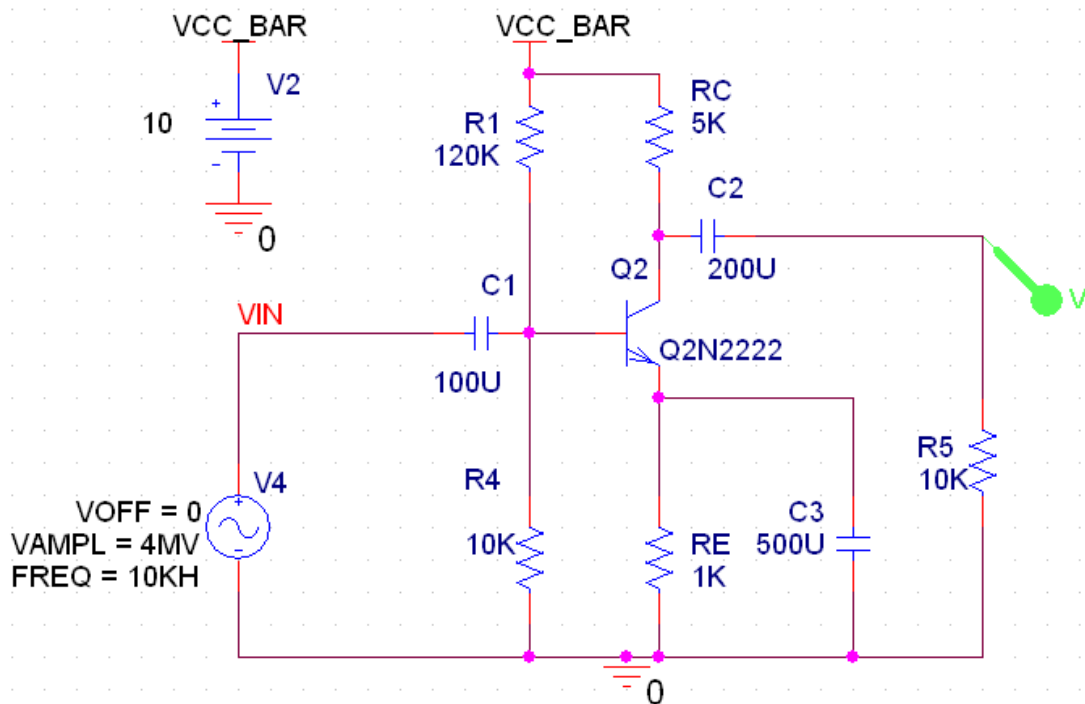 VCC_BAR
VCC_BAR
V2
+
10
-
0
R1
120K
RC
5K
C2
200U
Q2
C1
VIN
100U
Q2N2222
V
V4
+
-
VOFF = 0
VAMPL = 4MV
FREQ = 10KH
R4
10K
RE
1K
C3
500U
R5
10K
0